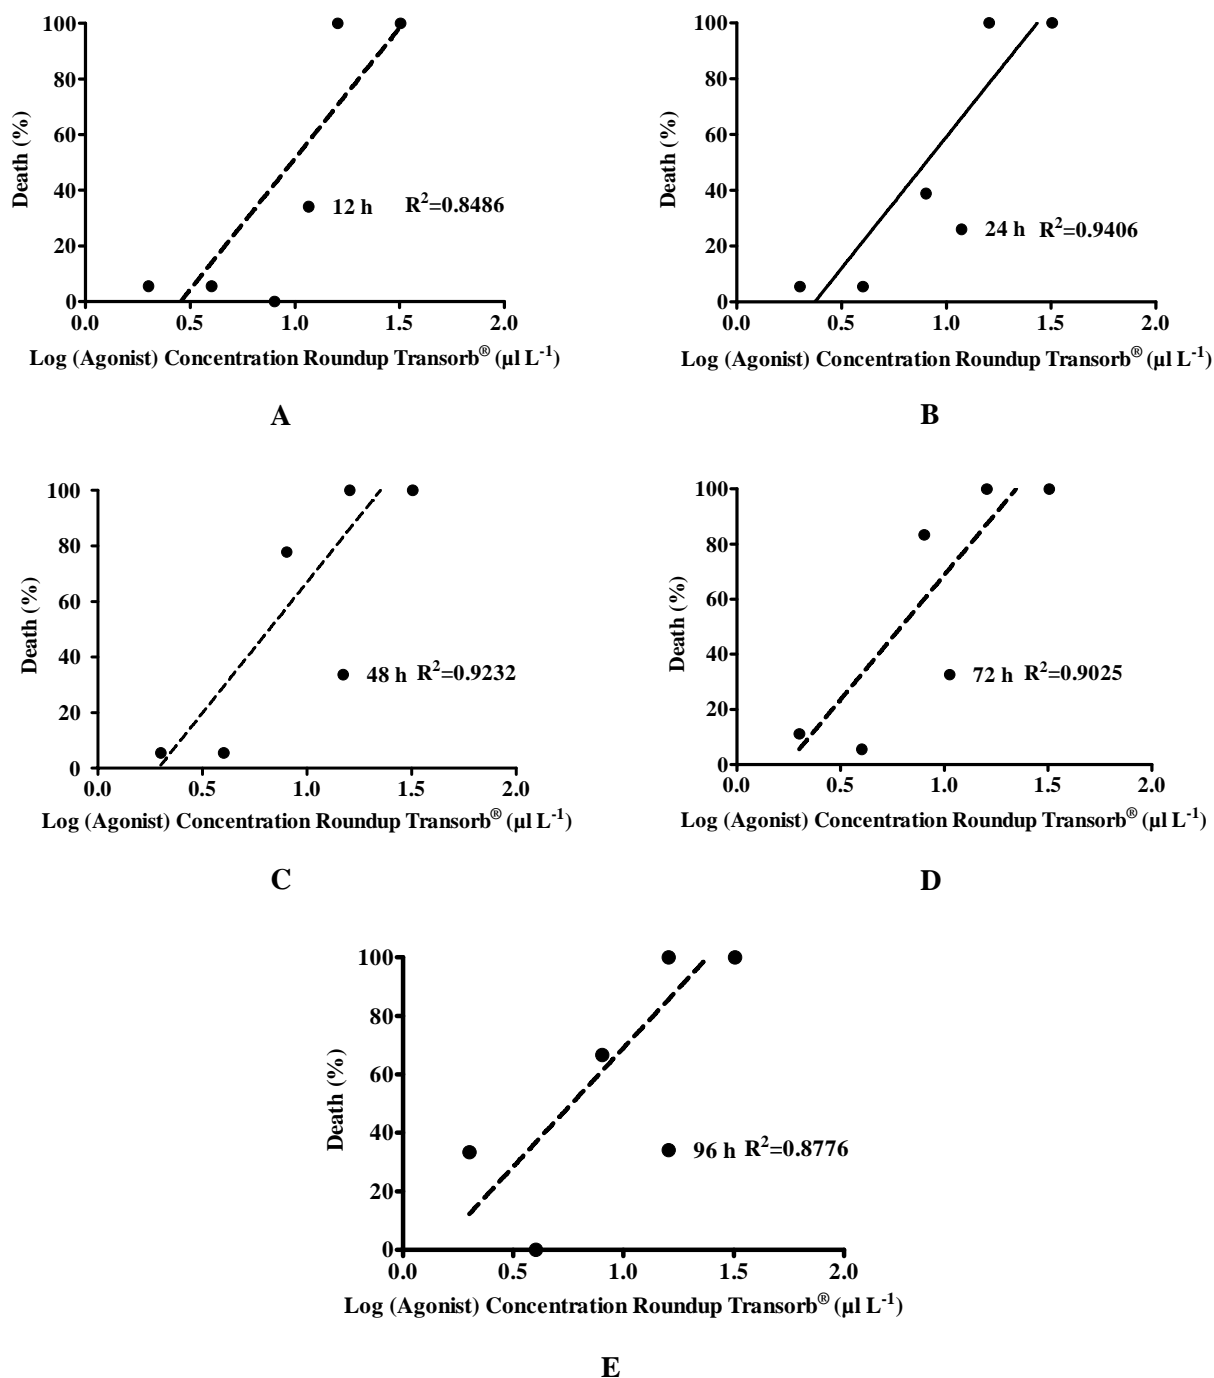 100
80
60
40
20
0
Death (%)
12 h R²=0.8486
0.0 0.5 1.0 1.5 2.0
Log (Agonist) Concentration Roundup Transorb® (µl L⁻¹)
A
100
80
60
40
20
0
Death (%)
24 h R²=0.9406
0.0 0.5 1.0 1.5 2.0
Log (Agonist) Concentration Roundup Transorb® (µl L⁻¹)
B
100
80
60
40
20
0
Death (%)
48 h R²=0.9232
0.0 0.5 1.0 1.5 2.0
Log (Agonist) Concentration Roundup Transorb® (µl L⁻¹)
C
100
80
60
40
20
0
Death (%)
72 h R²=0.9025
0.0 0.5 1.0 1.5 2.0
Log (Agonist) Concentration Roundup Transorb® (µl L⁻¹)
D
100
80
60
40
20
0
Death (%)
96 h R²=0.8776
0.0 0.5 1.0 1.5 2.0
Log (Agonist) Concentration Roundup Transorb® (µl L⁻¹)
E